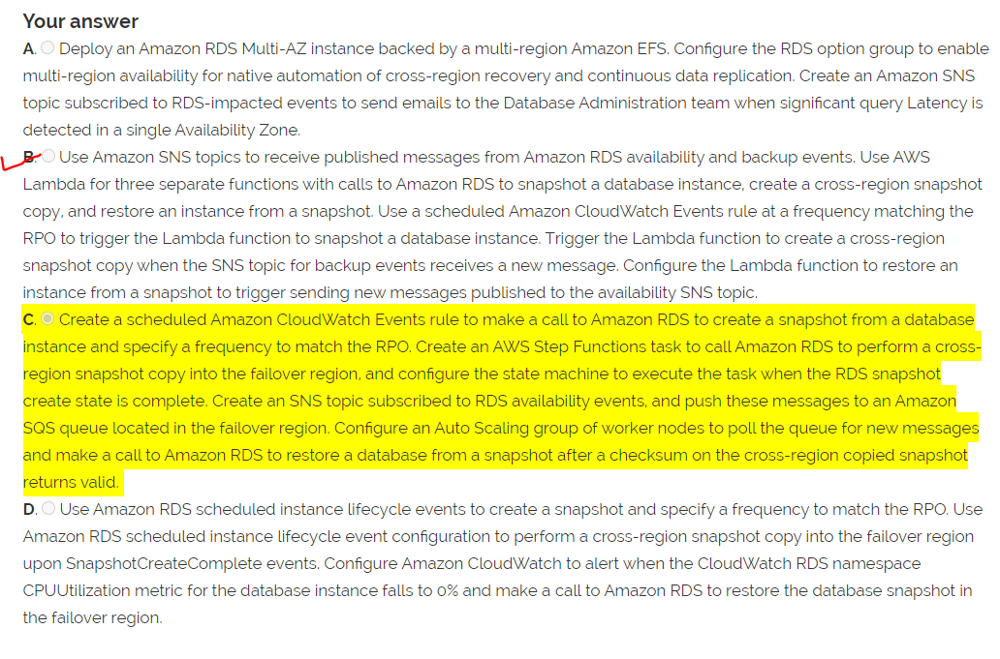 Your answer
A. Deploy an Amazon RDS Multi-AZ instance backed by a multi-region Amazon EFS. Configure the RDS option group to enable
multi-region availability for native automation of cross-region recovery and continuous data replication. Create an Amazon SNS
topic subscribed to RDS-impacted events to send emails to the Database Administration team when significant query Latency is
detected in a single Availability Zone.
B. Use Amazon SNS topics to receive published messages from Amazon RDS availability and backup events. Use AWS
Lambda for three separate functions with calls to Amazon RDS to snapshot a database instance, create a cross-region snapshot
copy, and restore an instance from a snapshot. Use a scheduled Amazon CloudWatch Events rule at a frequency matching the
RPO to trigger the Lambda function to snapshot a database instance. Trigger the Lambda function to create a cross-region
snapshot copy when the SNS topic for backup events receives a new message. Configure the Lambda function to restore an
instance from a snapshot to trigger sending new messages published to the availability SNS topic.
C. Create a scheduled Amazon CloudWatch Events rule to make a call to Amazon RDS to create a snapshot from a database
instance and specify a frequency to match the RPO. Create an AWS Step Functions task to call Amazon RDS to perform a cross-
region snapshot copy into the failover region, and configure the state machine to execute the task when the RDS snapshot
create state is complete. Create an SNS topic subscribed to RDS availability events, and push these messages to an Amazon
SQS queue located in the failover region. Configure an Auto Scaling group of worker nodes to poll the queue for new messages
and make a call to Amazon RDS to restore a database from a snapshot after a checksum on the cross-region copied snapshot
returns valid.
D. Use Amazon RDS scheduled instance lifecycle events to create a snapshot and specify a frequency to match the RPO. Use
Amazon RDS scheduled instance lifecycle event configuration to perform a cross-region snapshot copy into the failover region
upon SnapshotCreateComplete events. Configure Amazon CloudWatch to alert when the CloudWatch RDS namespace
CPUUtilization metric for the database instance falls to 0% and make a call to Amazon RDS to restore the database snapshot in
the failover region.